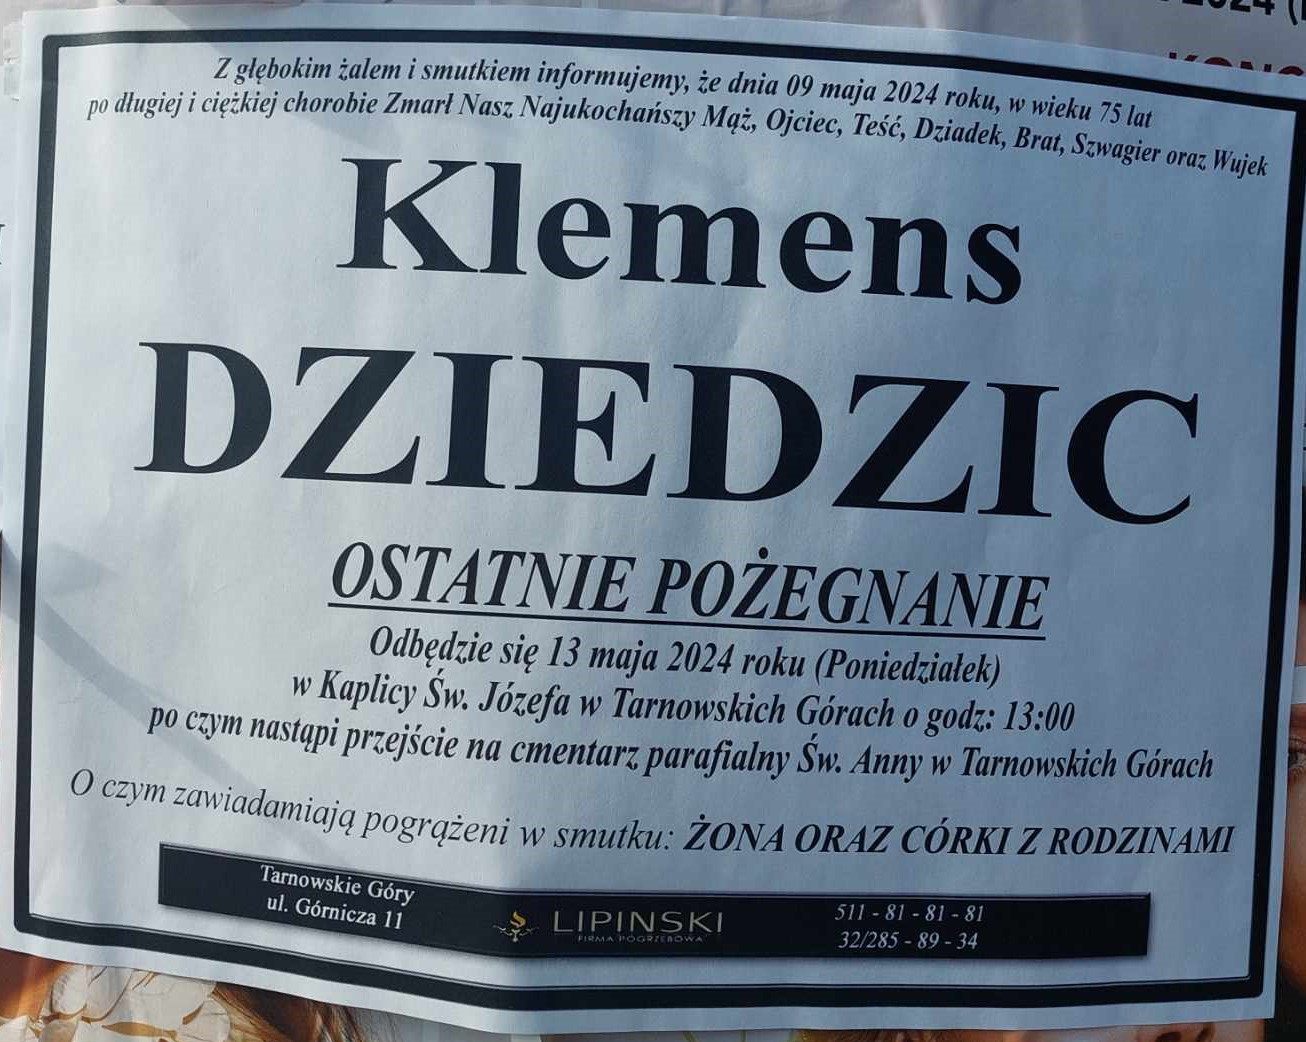 Z głębokim żalem i smutkiem informujemy, że dnia 09 maja 2024 roku, w wieku 75 lat
po długiej i ciężkiej chorobie Zmarł Nasz Najukochańszy Mąż, Ojciec, Teść, Dziadek, Brat, Szwagier oraz Wujek
Klemens
DZIEDZIC
OSTATNIE POŻEGNANIE
Odbędzie się 13 maja 2024 roku (Poniedziałek)
w Kaplicy Św. Józefa w Tarnowskich Górach o godz: 13:00
po czym nastąpi przejście na cmentarz parafialny Św. Anny w Tarnowskich Górach
O czym zawiadamiają pogrążeni w smutku: ŻONA ORAZ CÓRKI Z RODZINAMI
Tarnowskie Góry
ul. Górnicza 11
LIPINSKI
FIRMA POGRZEBOWA
511 - 81 - 81 - 81
32/285 - 89 - 34